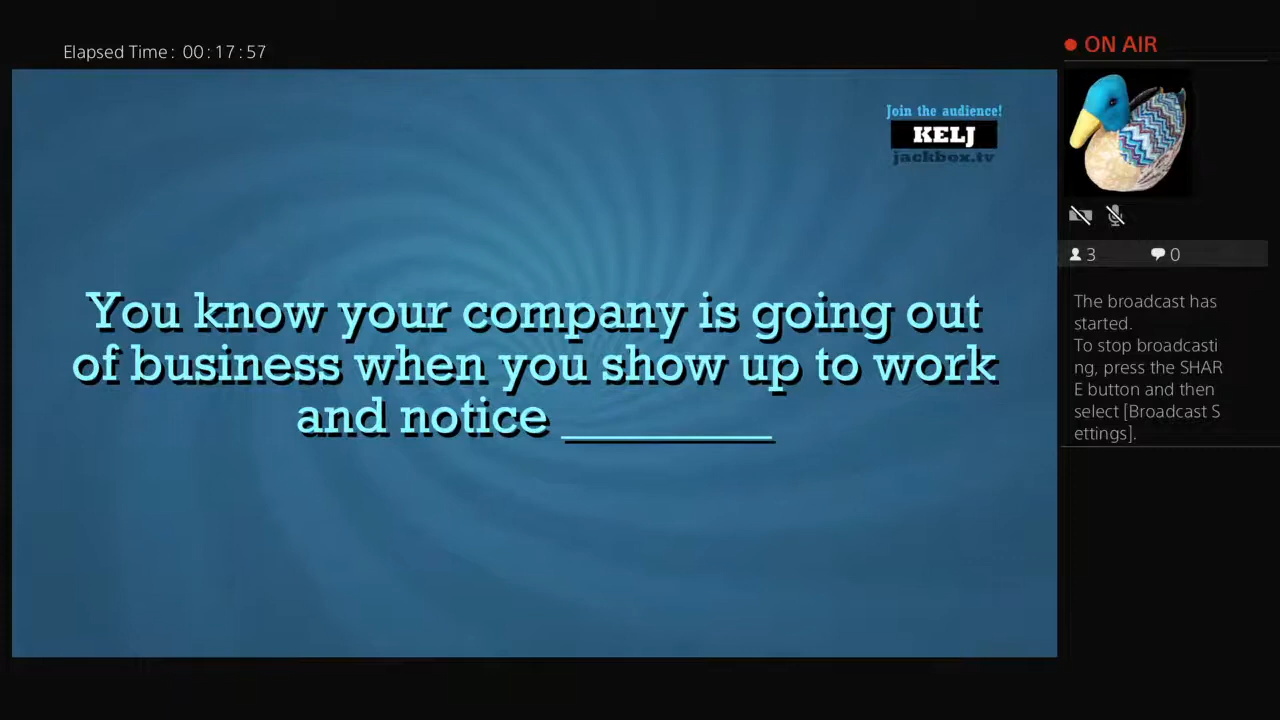 Elapsed Time: 00:17:57
ON AIR
Join the audience!
KELJ
jackbox.tv
3
0
You know your company is going out
of business when you show up to work
and notice _________
The broadcast has
started.
To stop broadcasti
ng, press the SHAR
E button and then
select [Broadcast S
ettings].